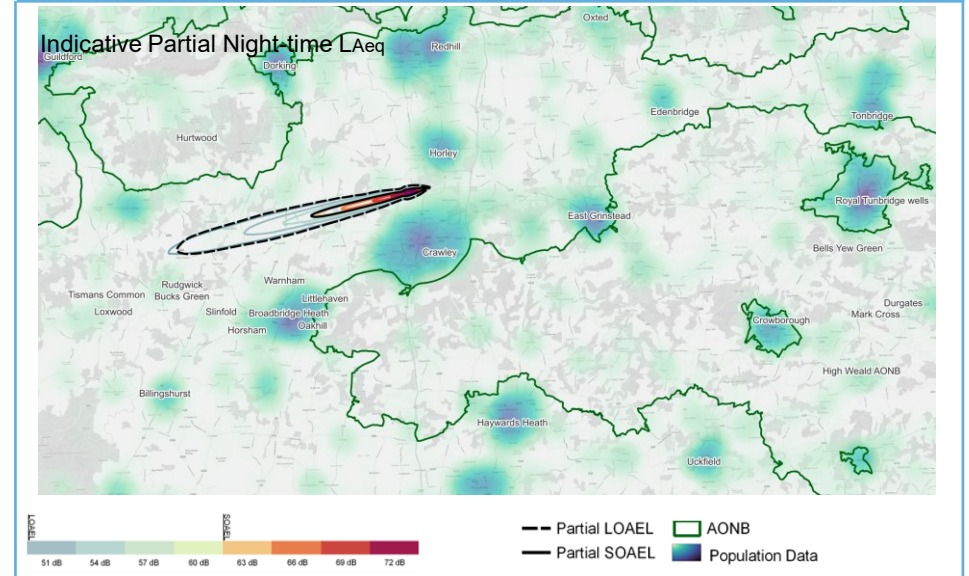 Oxted
Indicative Partial Night-time LAeq
Redhill
Guildford
Dorking
Edenbridge
Tonbridge
Hurtwood
Horley
Royal Tunbridge wells
East Grinstead
Bells Yew Green
Crawley
Warnham
Rudgwick
Tismans Common
Bucks Green
Littlehaven
Durgates
Loxwood
Slinfold
Broadbridge Heath
Mark Cross
Crowborough
Horsham
Oakhill
High Weald AONB
Billingshurst
Haywards Heath
Uckfield
LOAEL
SOAEL
51 dB 54 dB 57 dB 60 dB 63 dB 66 dB 69 dB 72 dB
Partial LOAEL
AONB
Partial SOAEL
Population Data